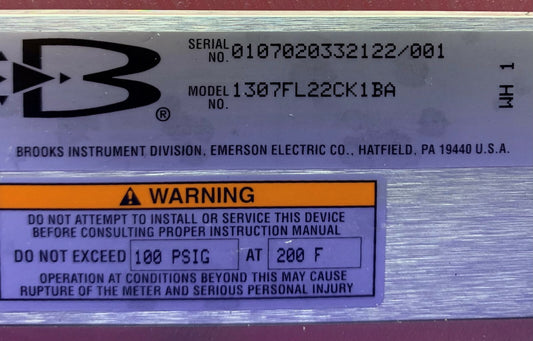 SERIAL NO. 0107020332122/001
MODEL NO. 1307FL22CK1BA
WH 1
B®
BROOKS INSTRUMENT DIVISION, EMERSON ELECTRIC CO., HATFIELD, PA 19440 U.S.A.
⚠ WARNING
DO NOT ATTEMPT TO INSTALL OR SERVICE THIS DEVICE
BEFORE CONSULTING PROPER INSTRUCTION MANUAL
DO NOT EXCEED 100 PSIG AT 200 F
OPERATION AT CONDITIONS BEYOND THIS MAY CAUSE
RUPTURE OF THE METER AND SERIOUS PERSONAL INJURY